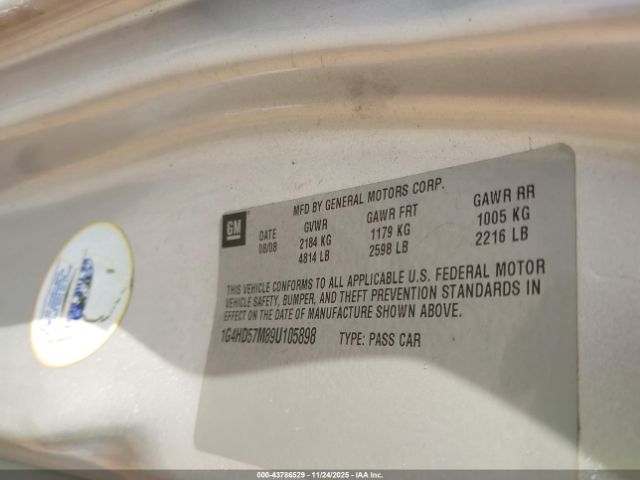 GM
MFD BY GENERAL MOTORS CORP.
DATE GVWR GAWR FRT GAWR RR
08/08 2184 KG 1179 KG 1005 KG
4814 LB 2598 LB 2216 LB
THIS VEHICLE CONFORMS TO ALL APPLICABLE U.S. FEDERAL MOTOR
VEHICLE SAFETY, BUMPER, AND THEFT PREVENTION STANDARDS IN
EFFECT ON THE DATE OF MANUFACTURE SHOWN ABOVE.
1G4HD57M89U105898 TYPE: PASS CAR
000-43786529 - 11/24/2025 - IAA Inc.